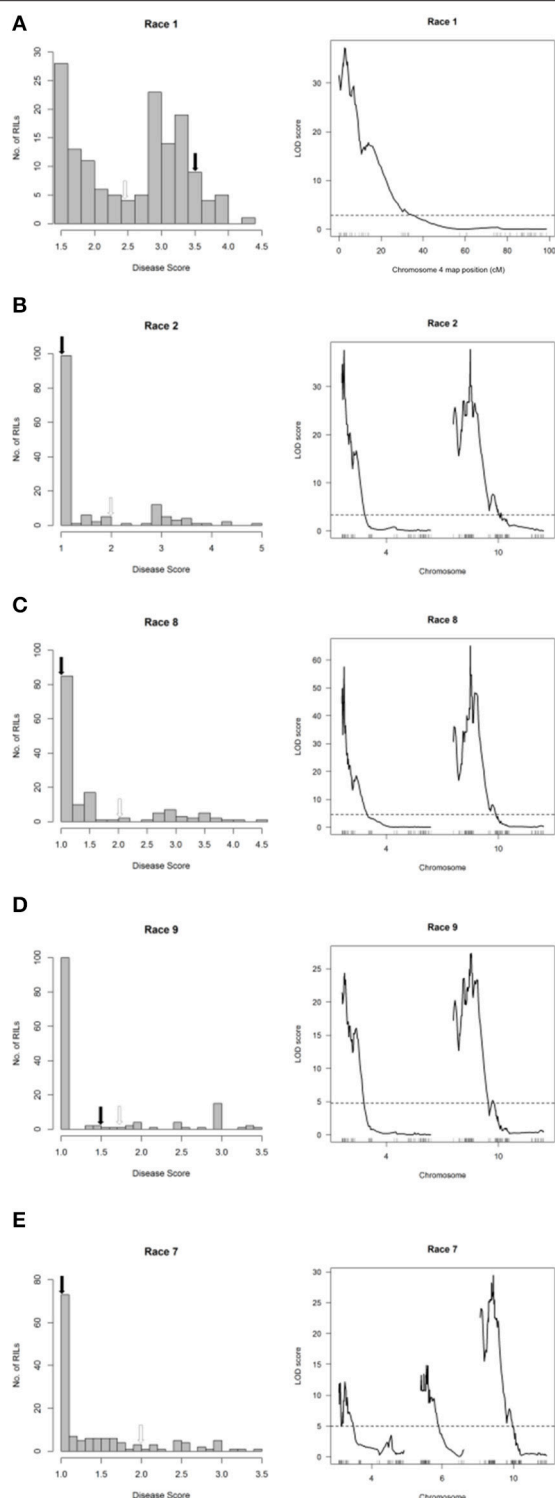 A
Race 1
No. of RILs
0 5 10 15 20 25 30
1.5 2.0 2.5 3.0 3.5 4.0 4.5
Disease Score
Race 1
LOD score
0 10 20 30
0 20 40 60 80 100
Chromosome 4 map position (cM)
B
Race 2
No. of RILs
0 20 40 60 80 100
1 2 3 4 5
Disease Score
Race 2
LOD score
0 10 20 30
4 10
Chromosome
C
Race 8
No. of RILs
0 20 40 60 80 100
1.0 1.5 2.0 2.5 3.0 3.5 4.0 4.5
Disease Score
Race 8
LOD score
0 10 20 30 40 50 60
4 10
Chromosome
D
Race 9
No. of RILs
0 20 40 60 80 100
1.0 1.5 2.0 2.5 3.0 3.5
Disease Score
Race 9
LOD score
0 5 10 15 20 25
4 10
Chromosome
E
Race 7
No. of RILs
0 20 40 60 80
1.0 1.5 2.0 2.5 3.0 3.5
Disease Score
Race 7
LOD score
0 5 10 15 20 25 30
4 6 10
Chromosome